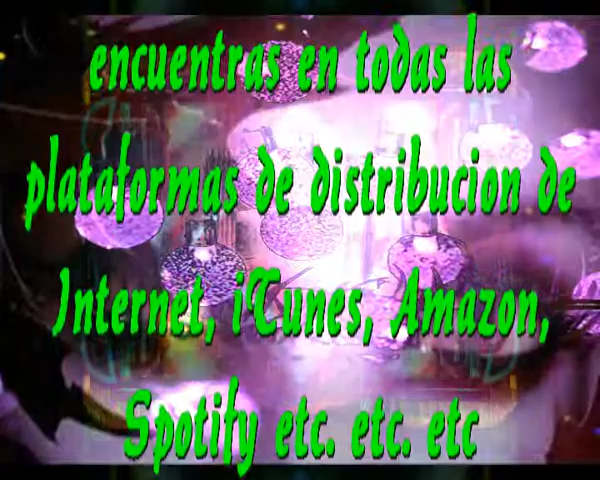 encuentras en todas las
plataformas de distribucion de
Internet, iTunes, Amazon,
Spotify etc. etc. etc